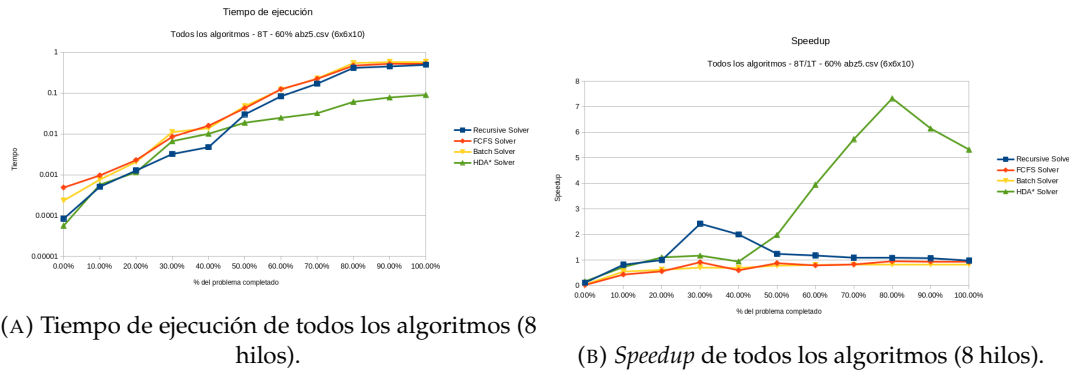 Tiempo de ejecución
Todos los algoritmos - 8T - 60% abz5.csv (6x6x10)
1
0.1
0.01
0.001
0.0001
0.00001
Tiempo
0.00% 10.00% 20.00% 30.00% 40.00% 50.00% 60.00% 70.00% 80.00% 90.00% 100.00%
% del problema completado
Recursive Solver
FCFS Solver
Batch Solver
HDA* Solver
(A) Tiempo de ejecución de todos los algoritmos (8
hilos).
Speedup
Todos los algoritmos - 8T/1T - 60% abz5.csv (6x6x10)
8
7
6
5
4
3
2
1
0
Speedup
0.00% 10.00% 20.00% 30.00% 40.00% 50.00% 60.00% 70.00% 80.00% 90.00% 100.00%
% del problema completado
Recursive Solver
FCFS Solver
Batch Solver
HDA* Solver
(B) Speedup de todos los algoritmos (8 hilos).